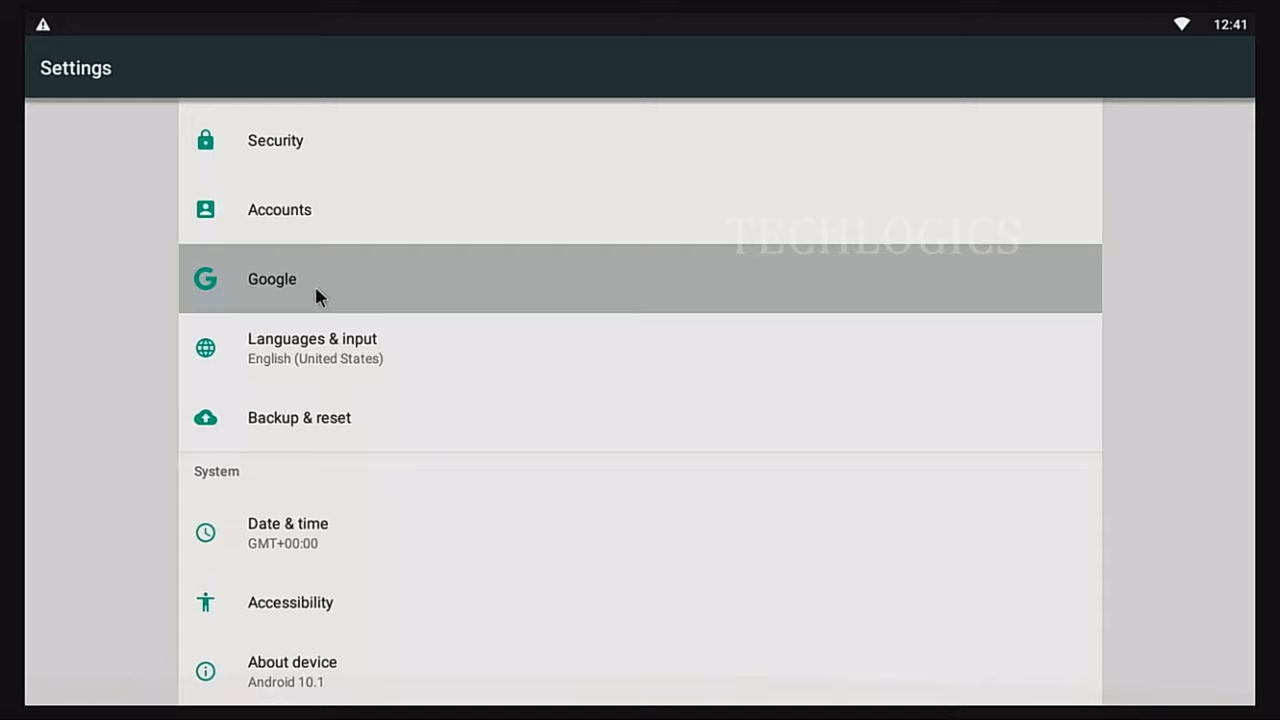 12:41
Settings
Security
Accounts
TECHLOGICS
Google
Languages & input
English (United States)
Backup & reset
System
Date & time
GMT+00:00
Accessibility
About device
Android 10.1